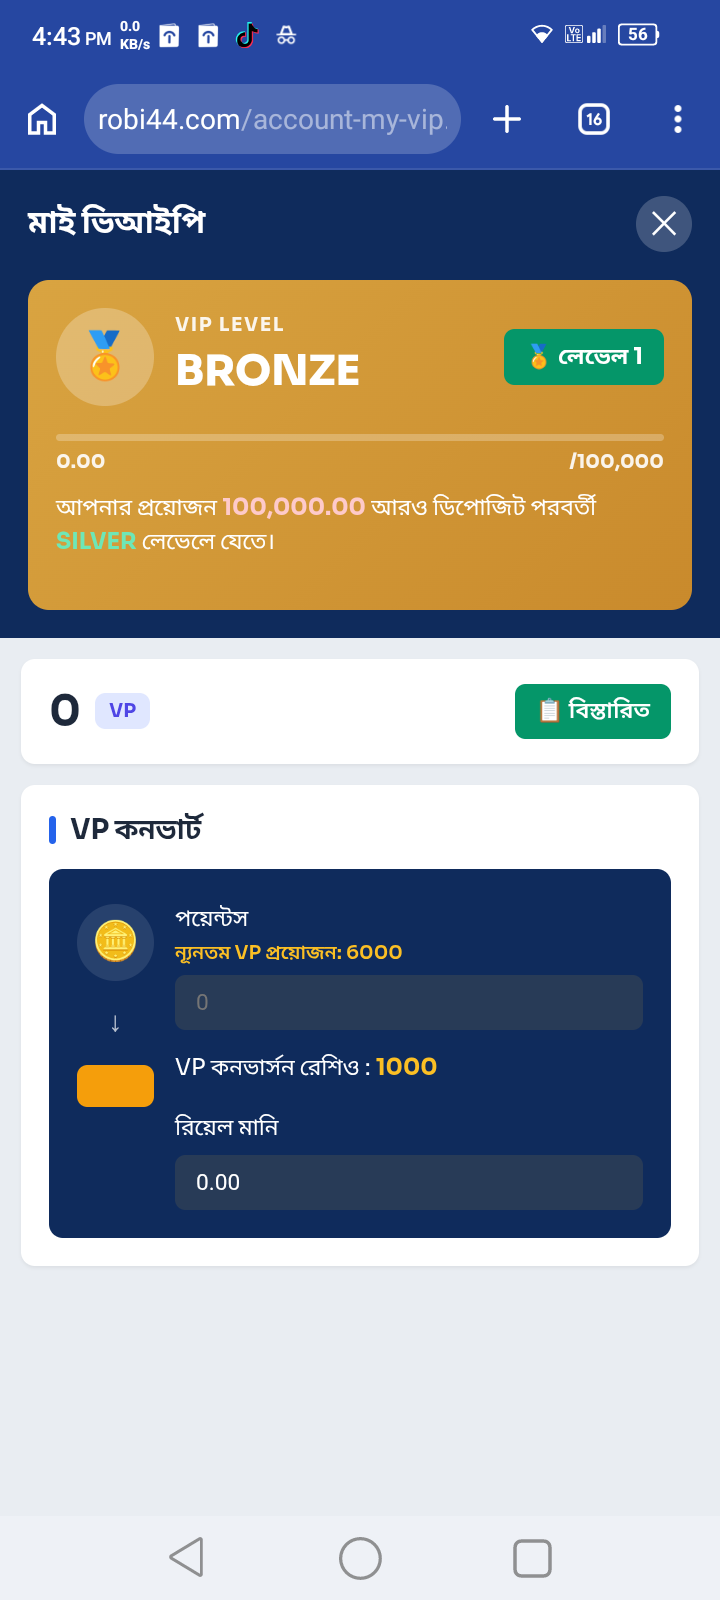 4:43 PM 0.0 KB/s Vo LTE 56
robi44.com/account-my-vip. 16
মাই ভিআইপি
VIP LEVEL
BRONZE
লেভেল 1
0.00 /100,000
আপনার প্রয়োজন 100,000.00 আরও ডিপোজিট পরবর্তী
SILVER লেভেলে যেতে।
0 VP বিস্তারিত
VP কনভার্ট
পয়েন্টস
ন্যূনতম VP প্রয়োজন: 6000
0
↓
VP কনভার্সন রেশিও : 1000
রিয়েল মানি
0.00